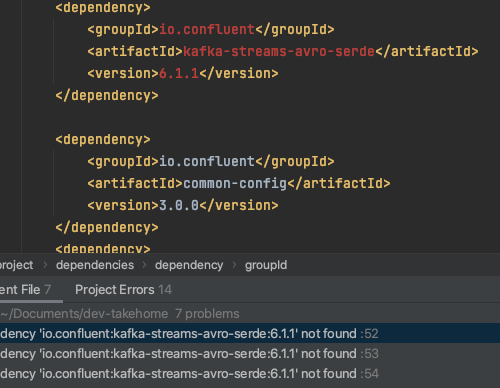 <dependency>
<groupId>io.confluent</groupId>
<artifactId>kafka-streams-avro-serde</artifactId>
<version>6.1.1</version>
</dependency>
<dependency>
<groupId>io.confluent</groupId>
<artifactId>common-config</artifactId>
<version>3.0.0</version>
</dependency>
<dependency>
project › dependencies › dependency › groupId
ent File 7 Project Errors 14
~/Documents/dev-takehome 7 problems
dency 'io.confluent:kafka-streams-avro-serde:6.1.1' not found :52
dency 'io.confluent:kafka-streams-avro-serde:6.1.1' not found :53
dency 'io.confluent:kafka-streams-avro-serde:6.1.1' not found :54